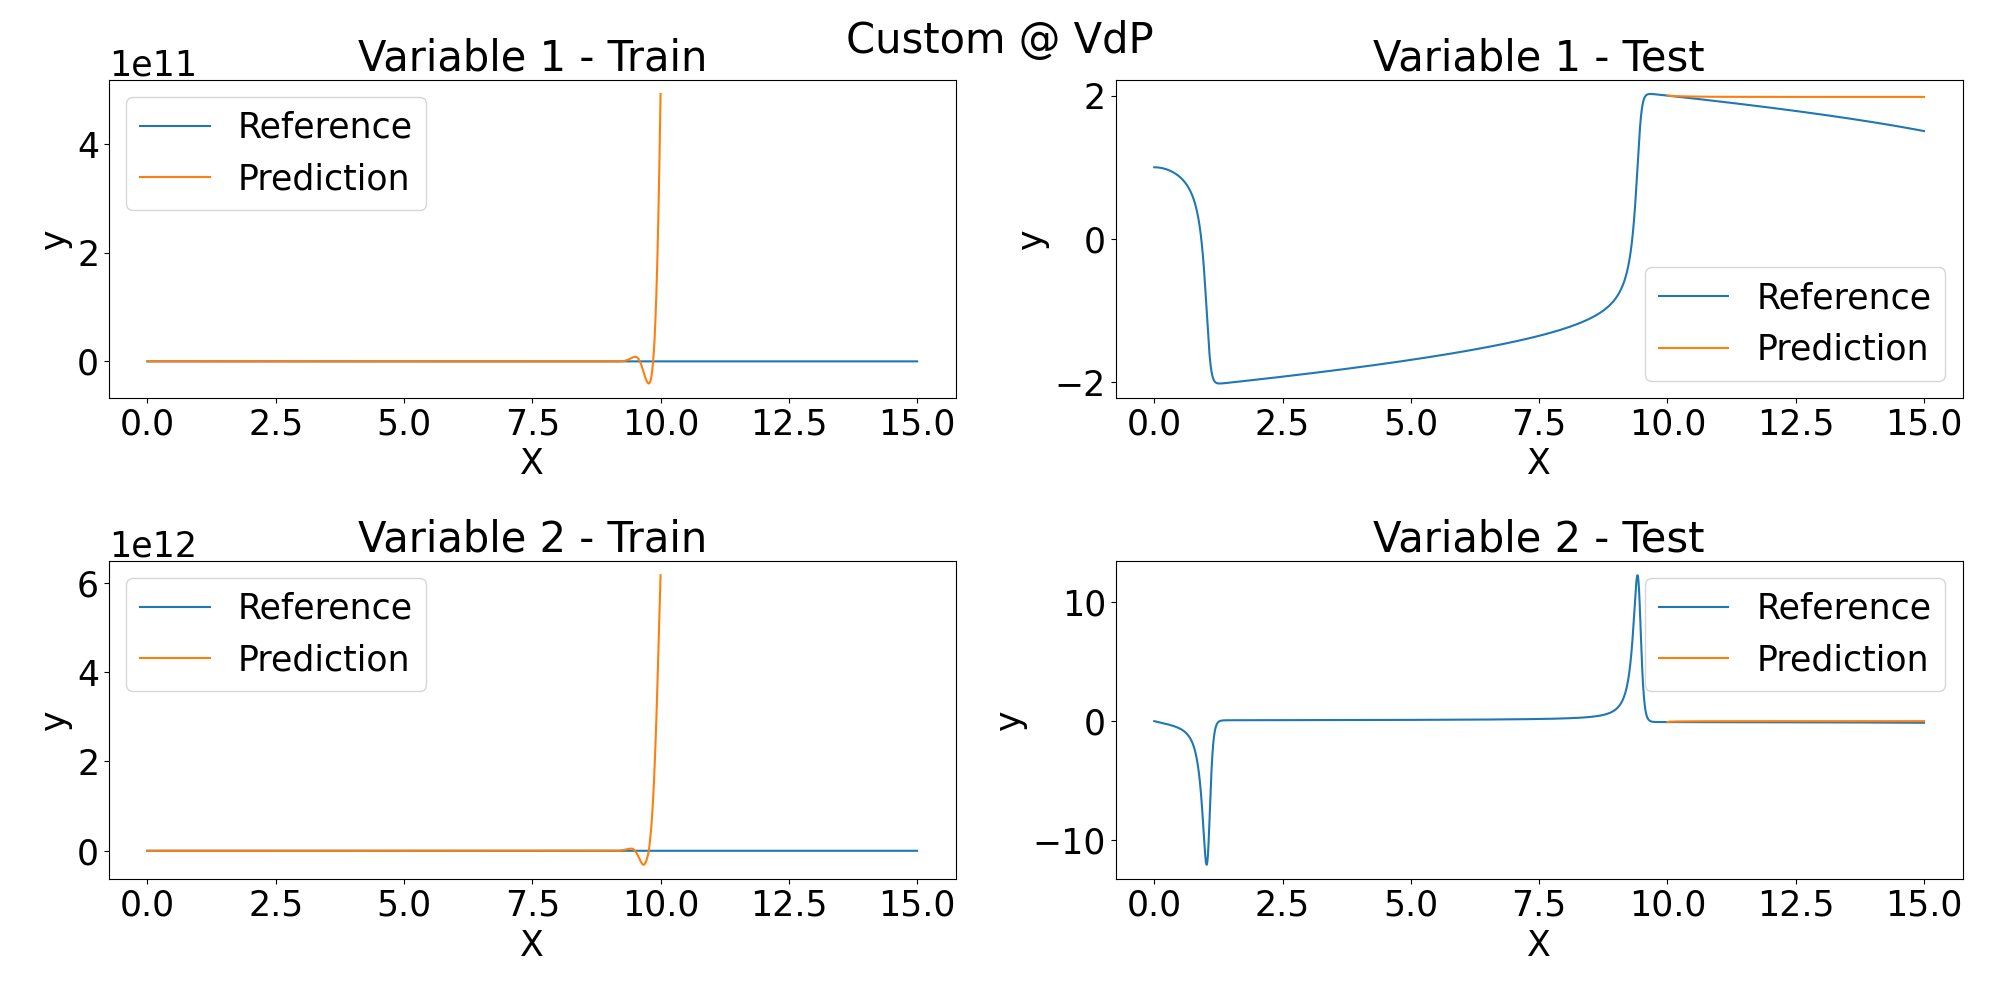 Custom @ VdP
Variable 1 - Train
1e11
Reference
Prediction
4
2
0
y
0.0 2.5 5.0 7.5 10.0 12.5 15.0
X
Variable 1 - Test
2
0
−2
y
Reference
Prediction
0.0 2.5 5.0 7.5 10.0 12.5 15.0
X
Variable 2 - Train
1e12
Reference
Prediction
6
4
2
0
y
0.0 2.5 5.0 7.5 10.0 12.5 15.0
X
Variable 2 - Test
Reference
Prediction
10
0
−10
y
0.0 2.5 5.0 7.5 10.0 12.5 15.0
X